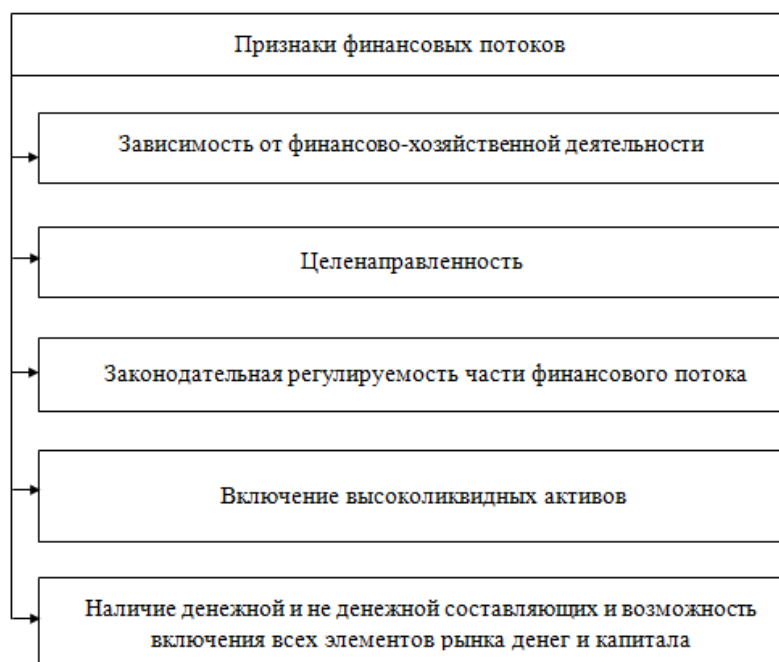 Признаки финансовых потоков
Зависимость от финансово-хозяйственной деятельности
Целенаправленность
Законодательная регулируемость части финансового потока
Включение высоколиквидных активов
Наличие денежной и не денежной составляющих и возможность
включения всех элементов рынка денег и капитала